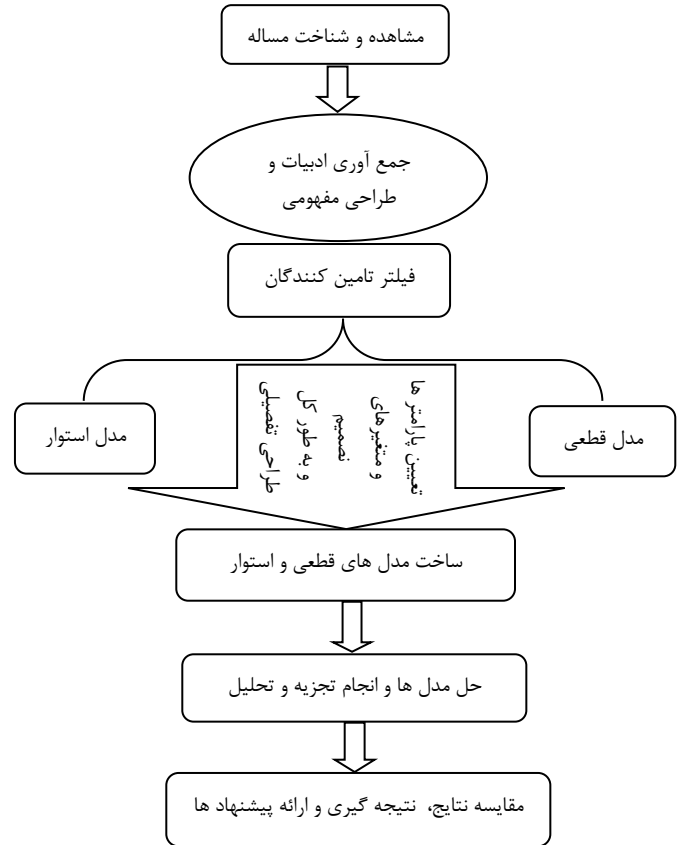 مشاهده و شناخت مساله
جمع آوری ادبیات و
طراحی مفهومی
فیلتر تامین کنندگان
مدل قطعی
مدل استوار
تعیین پارامتر ها
و متغیرهای
نصمیم
و به طور کل
طراحی تفصیلی
ساخت مدل های قطعی و استوار
حل مدل ها و انجام تجزیه و تحلیل
مقایسه نتایج، نتیجه گیری و ارائه پیشنهاد ها